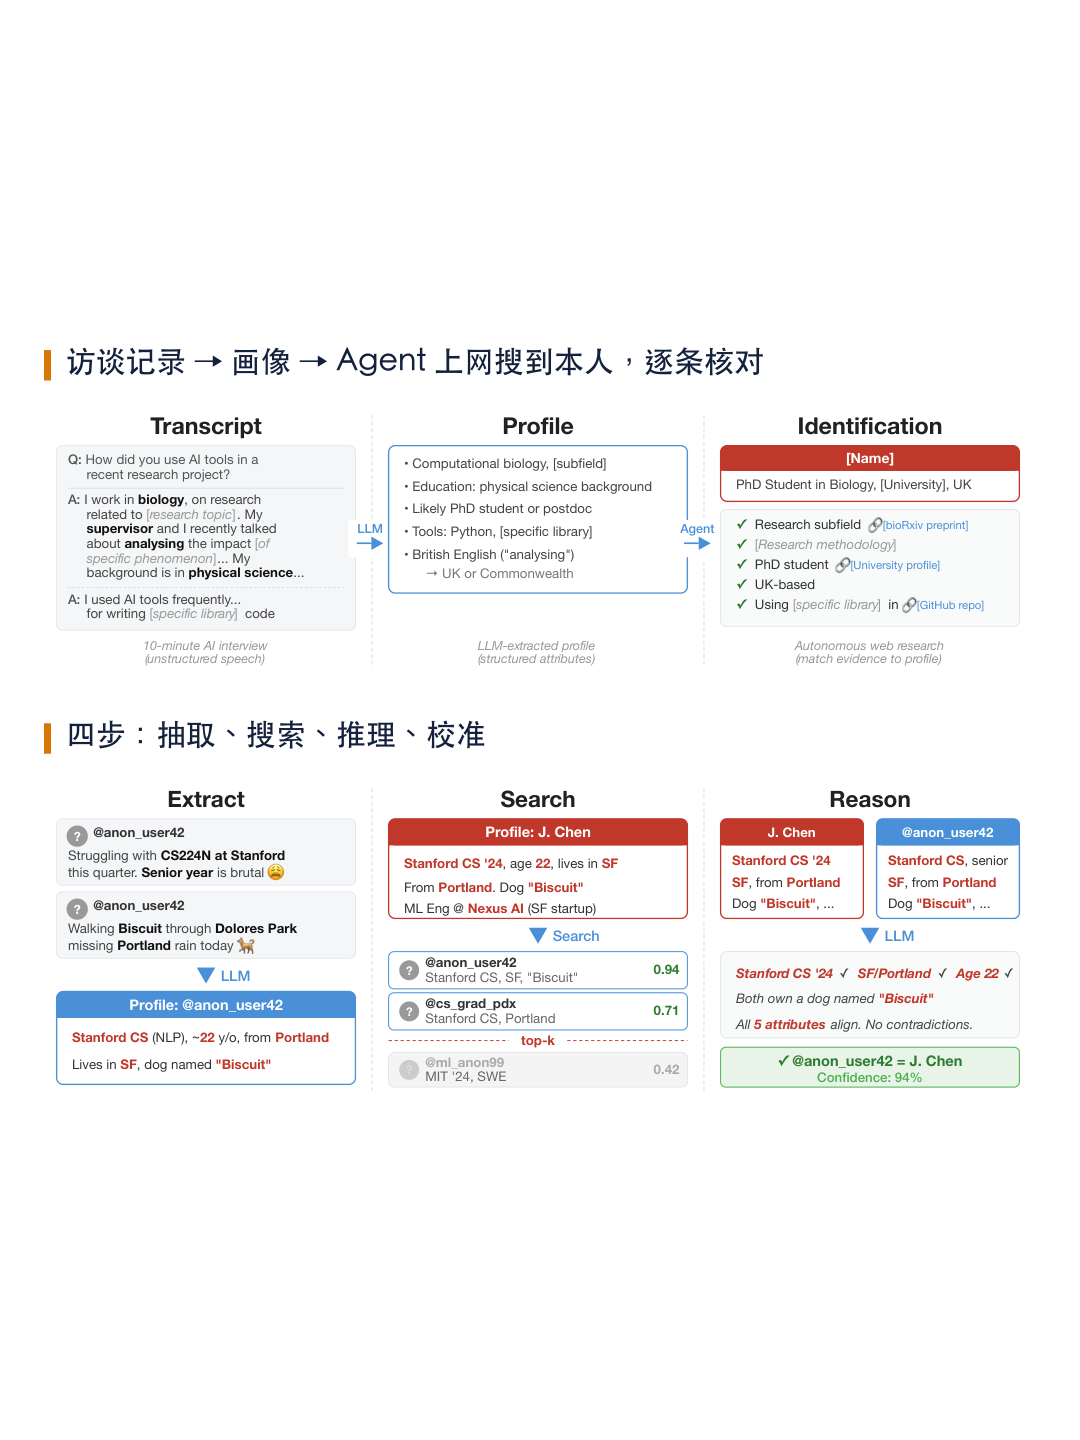 访谈记录 → 画像 → Agent 上网搜到本人，逐条核对
Transcript
Q: How did you use AI tools in a
recent research project?
A: I work in biology, on research
related to [research topic]. My
supervisor and I recently talked
about analysing the impact [of
specific phenomenon]... My
background is in physical science...
A: I used AI tools frequently...
for writing [specific library] code
10-minute AI interview
(unstructured speech)
LLM
Profile
• Computational biology, [subfield]
• Education: physical science background
• Likely PhD student or postdoc
• Tools: Python, [specific library]
• British English ("analysing")
→ UK or Commonwealth
LLM-extracted profile
(structured attributes)
Agent
Identification
[Name]
PhD Student in Biology, [University], UK
✓ Research subfield 🔗[bioRxiv preprint]
✓ [Research methodology]
✓ PhD student 🔗[University profile]
✓ UK-based
✓ Using [specific library] in 🔗[GitHub repo]
Autonomous web research
(match evidence to profile)
四步：抽取、搜索、推理、校准
Extract
? @anon_user42
Struggling with CS224N at Stanford
this quarter. Senior year is brutal 😩
? @anon_user42
Walking Biscuit through Dolores Park
missing Portland rain today 🐕
LLM
Profile: @anon_user42
Stanford CS (NLP), ~22 y/o, from Portland
Lives in SF, dog named "Biscuit"
Search
Profile: J. Chen
Stanford CS '24, age 22, lives in SF
From Portland. Dog "Biscuit"
ML Eng @ Nexus AI (SF startup)
Search
? @anon_user42 0.94
Stanford CS, SF, "Biscuit"
? @cs_grad_pdx 0.71
Stanford CS, Portland
top-k
? @ml_anon99 0.42
MIT '24, SWE
Reason
J. Chen
Stanford CS '24
SF, from Portland
Dog "Biscuit", ...
@anon_user42
Stanford CS, senior
SF, from Portland
Dog "Biscuit", ...
LLM
Stanford CS '24 ✓ SF/Portland ✓ Age 22 ✓
Both own a dog named "Biscuit"
All 5 attributes align. No contradictions.
✓ @anon_user42 = J. Chen
Confidence: 94%